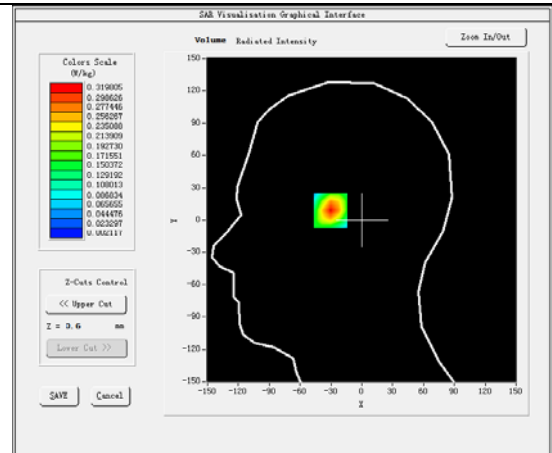 SAR Visualisation Graphical Interface
Volume Radiated Intensity
Zoom In/Out
Colors Scale
(W/kg)
0.319805
0.298626
0.277446
0.256267
0.235088
0.213909
0.192730
0.171551
0.150372
0.129192
0.108013
0.086834
0.065655
0.044476
0.023297
0.002117
Z-Cuts Control
<< Upper Cut
Z = 3.6 mm
Lower Cut >>
SAVE
Cancel
150
120
90
60
30
0
-30
-60
-90
-120
-150
Y
-150 -120 -90 -60 -30 0 30 60 90 120 150
X